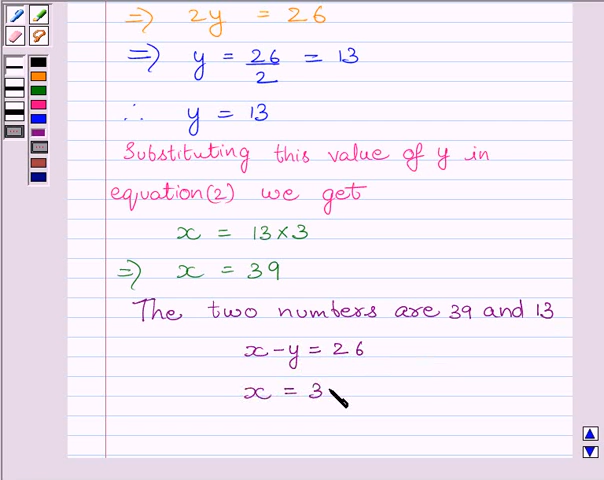 ⇒ 2y = 26
⇒ y = 26/2 = 13
∴ y = 13
Substituting this value of y in
equation(2) we get
x = 13×3
⇒ x = 39
The two numbers are 39 and 13
x-y = 26
x = 3